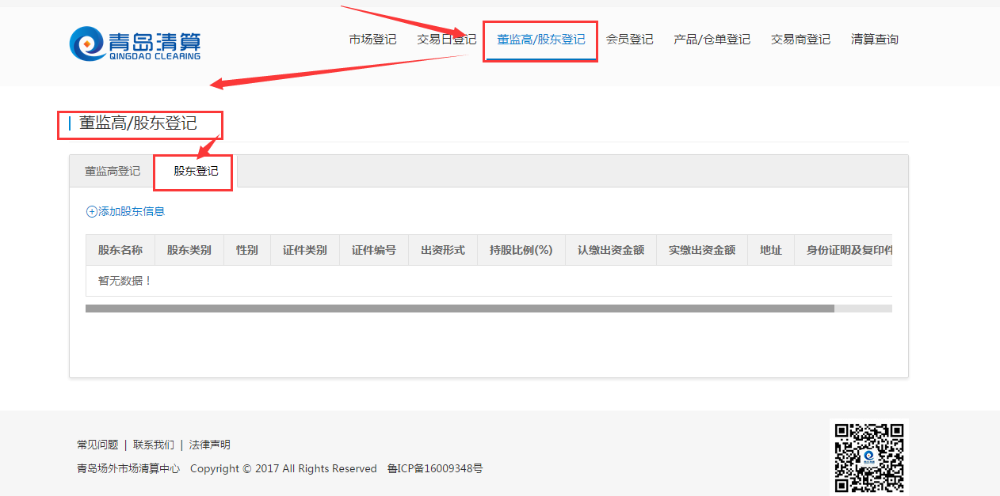 青岛清算
QINGDAO CLEARING
市场登记 交易日登记 董监高/股东登记 会员登记 产品/仓单登记 交易商登记 清算查询
董监高/股东登记
董监高登记 股东登记
添加股东信息
股东名称 股东类别 性别 证件类别 证件编号 出资形式 持股比例(%) 认缴出资金额 实缴出资金额 地址 身份证明及复印件
暂无数据！
常见问题 | 联系我们 | 法律声明
青岛场外市场清算中心 Copyright © 2017 All Rights Reserved 鲁ICP备16009348号